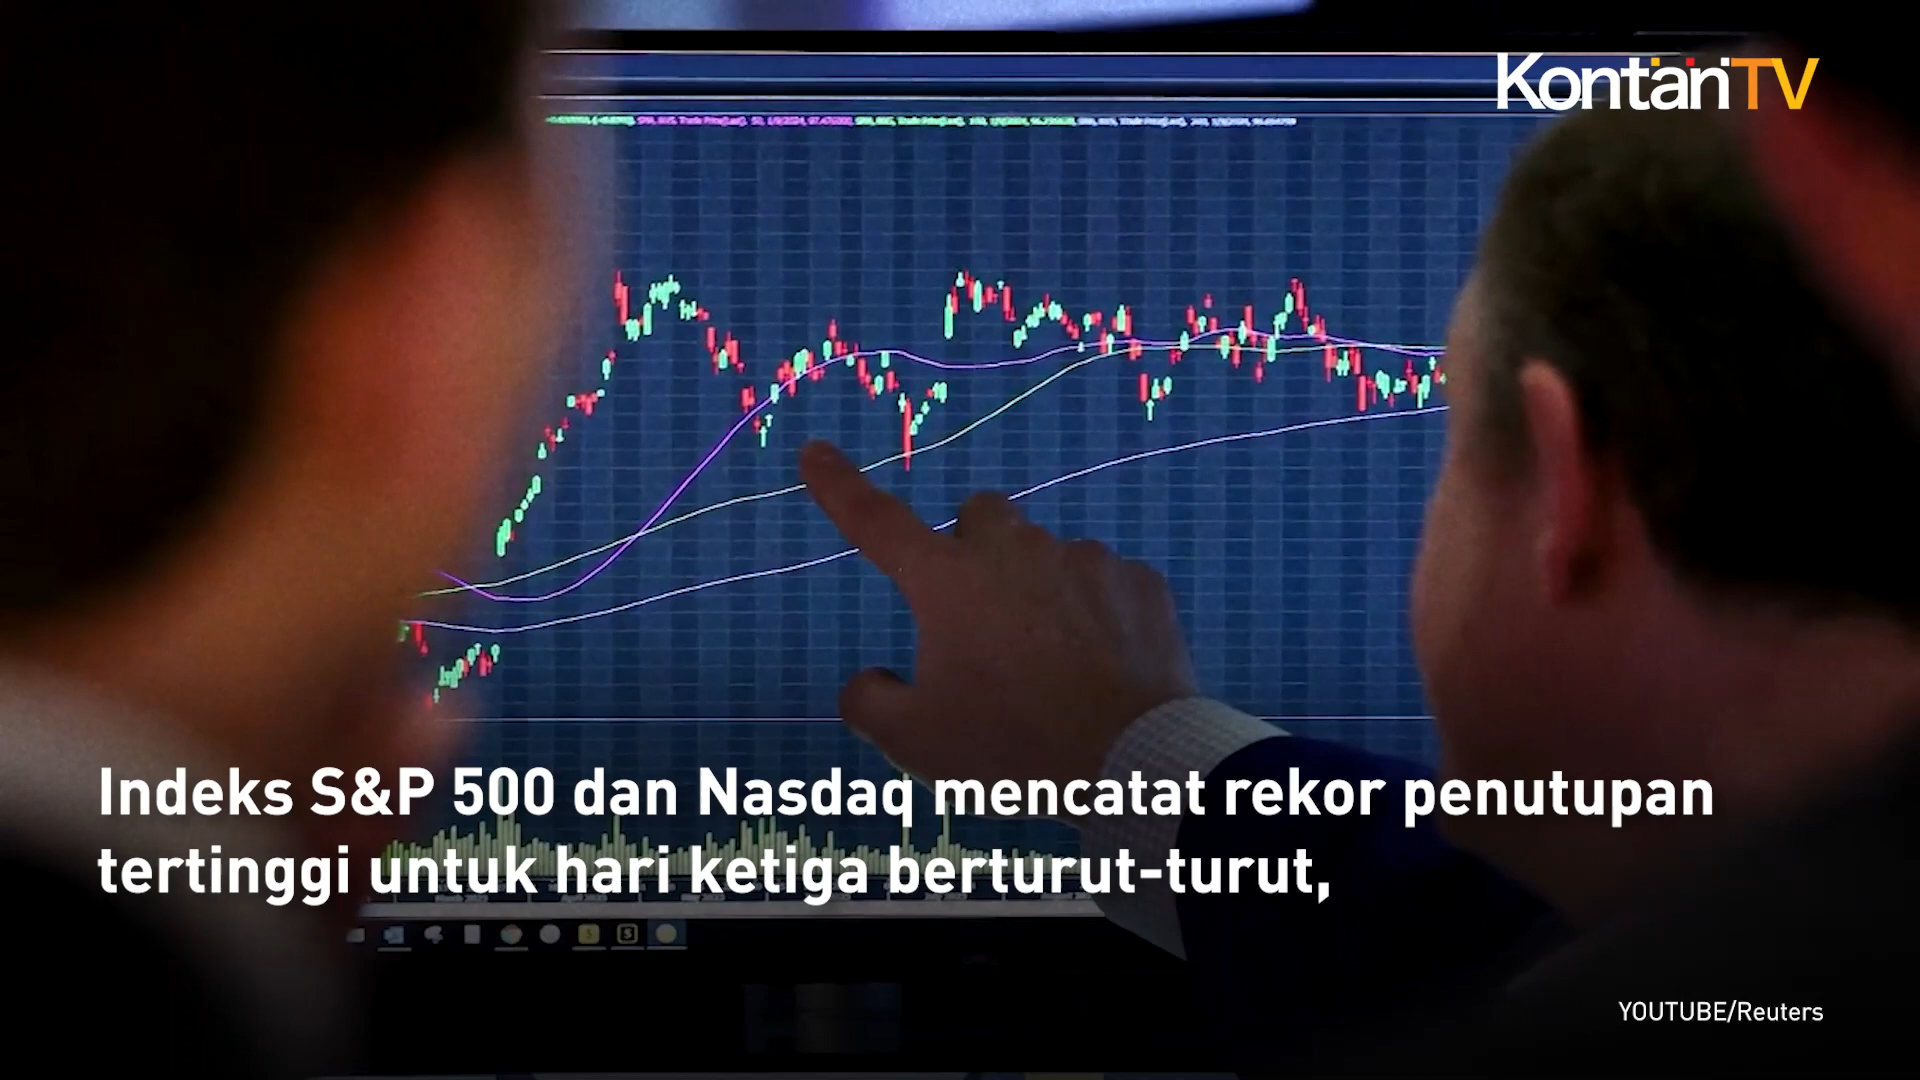 KontanTV
Indeks S&P 500 dan Nasdaq mencatat rekor penutupan
tertinggi untuk hari ketiga berturut-turut,
YOUTUBE/Reuters